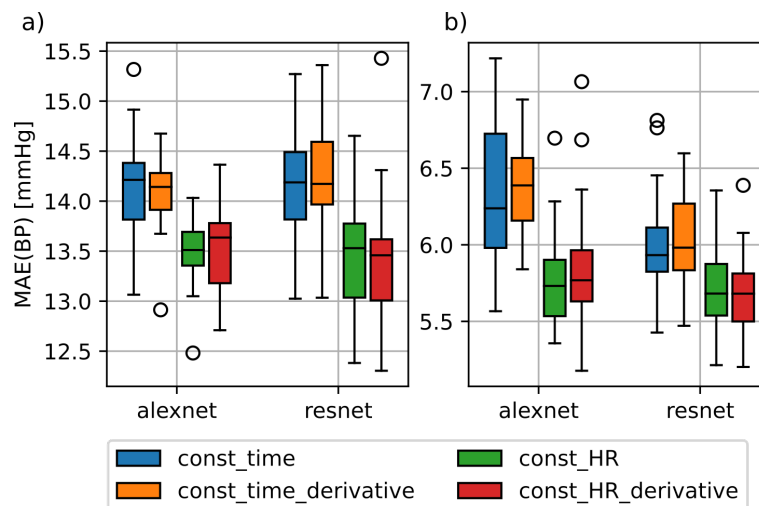 a)
b)
MAE(BP) [mmHg]
15.5
15.0
14.5
14.0
13.5
13.0
12.5
7.0
6.5
6.0
5.5
alexnet
resnet
alexnet
resnet
const_time
const_HR
const_time_derivative
const_HR_derivative